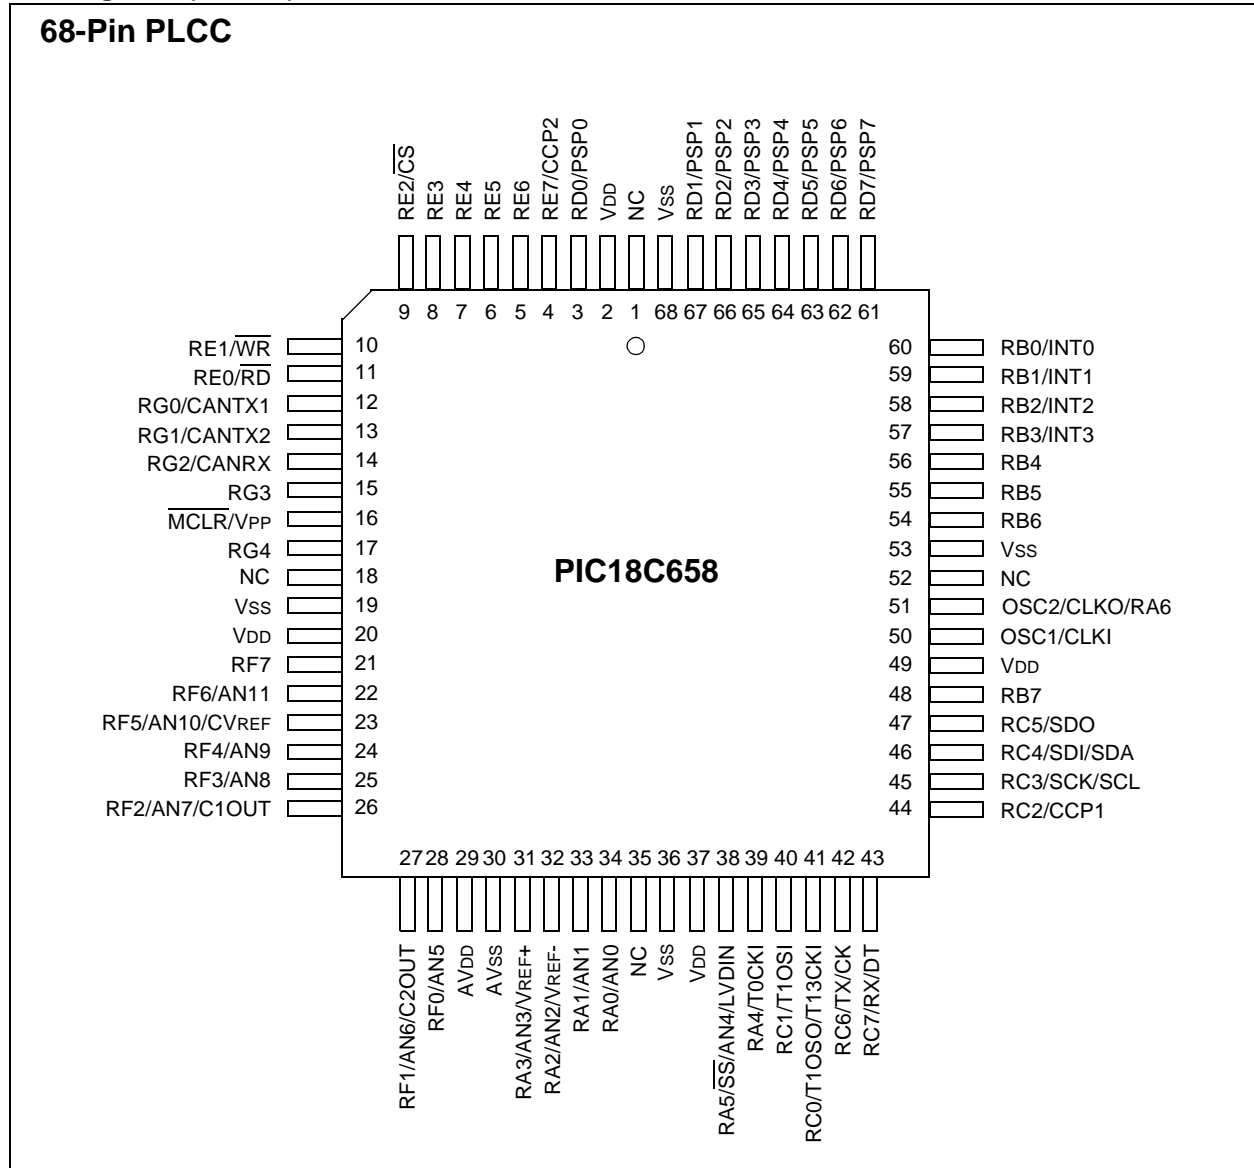 68-Pin PLCC
RE2/CS
RE3
RE4
RE5
RE6
RE7/CCP2
RD0/PSP0
VDD
NC
VSS
RD1/PSP1
RD2/PSP2
RD3/PSP3
RD4/PSP4
RD5/PSP5
RD6/PSP6
RD7/PSP7
9 8 7 6 5 4 3 2 1 68 67 66 65 64 63 62 61
RE1/WR 10
RE0/RD 11
RG0/CANTX1 12
RG1/CANTX2 13
RG2/CANRX 14
RG3 15
MCLR/VPP 16
RG4 17
NC 18
VSS 19
VDD 20
RF7 21
RF6/AN11 22
RF5/AN10/CVREF 23
RF4/AN9 24
RF3/AN8 25
RF2/AN7/C1OUT 26
PIC18C658
60 RB0/INT0
59 RB1/INT1
58 RB2/INT2
57 RB3/INT3
56 RB4
55 RB5
54 RB6
53 VSS
52 NC
51 OSC2/CLKO/RA6
50 OSC1/CLKI
49 VDD
48 RB7
47 RC5/SDO
46 RC4/SDI/SDA
45 RC3/SCK/SCL
44 RC2/CCP1
27 28 29 30 31 32 33 34 35 36 37 38 39 40 41 42 43
RF1/AN6/C2OUT
RF0/AN5
AVDD
AVSS
RA3/AN3/VREF+
RA2/AN2/VREF-
RA1/AN1
RA0/AN0
NC
VSS
VDD
RA5/SS/AN4/LVDIN
RA4/T0CKI
RC1/T1OSI
RC0/T1OSO/T13CKI
RC6/TX/CK
RC7/RX/DT